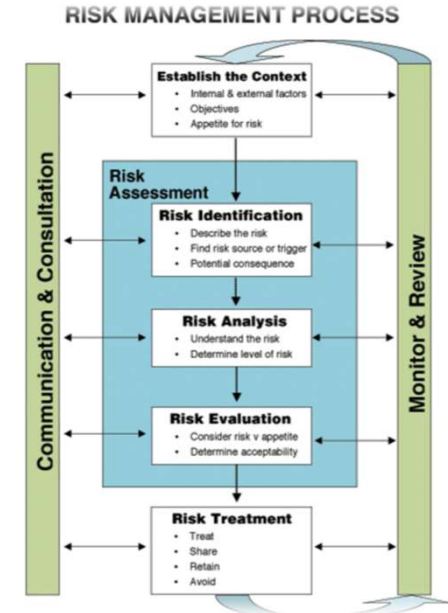 RISK MANAGEMENT PROCESS
Communication & Consultation
Establish the Context
• Internal & external factors
• Objectives
• Appetite for risk
Risk
Assessment
Risk Identification
• Describe the risk
• Find risk source or trigger
• Potential consequence
Risk Analysis
• Understand the risk
• Determine level of risk
Risk Evaluation
• Consider risk v appetite
• Determine acceptability
Risk Treatment
• Treat
• Share
• Retain
• Avoid
Monitor & Review